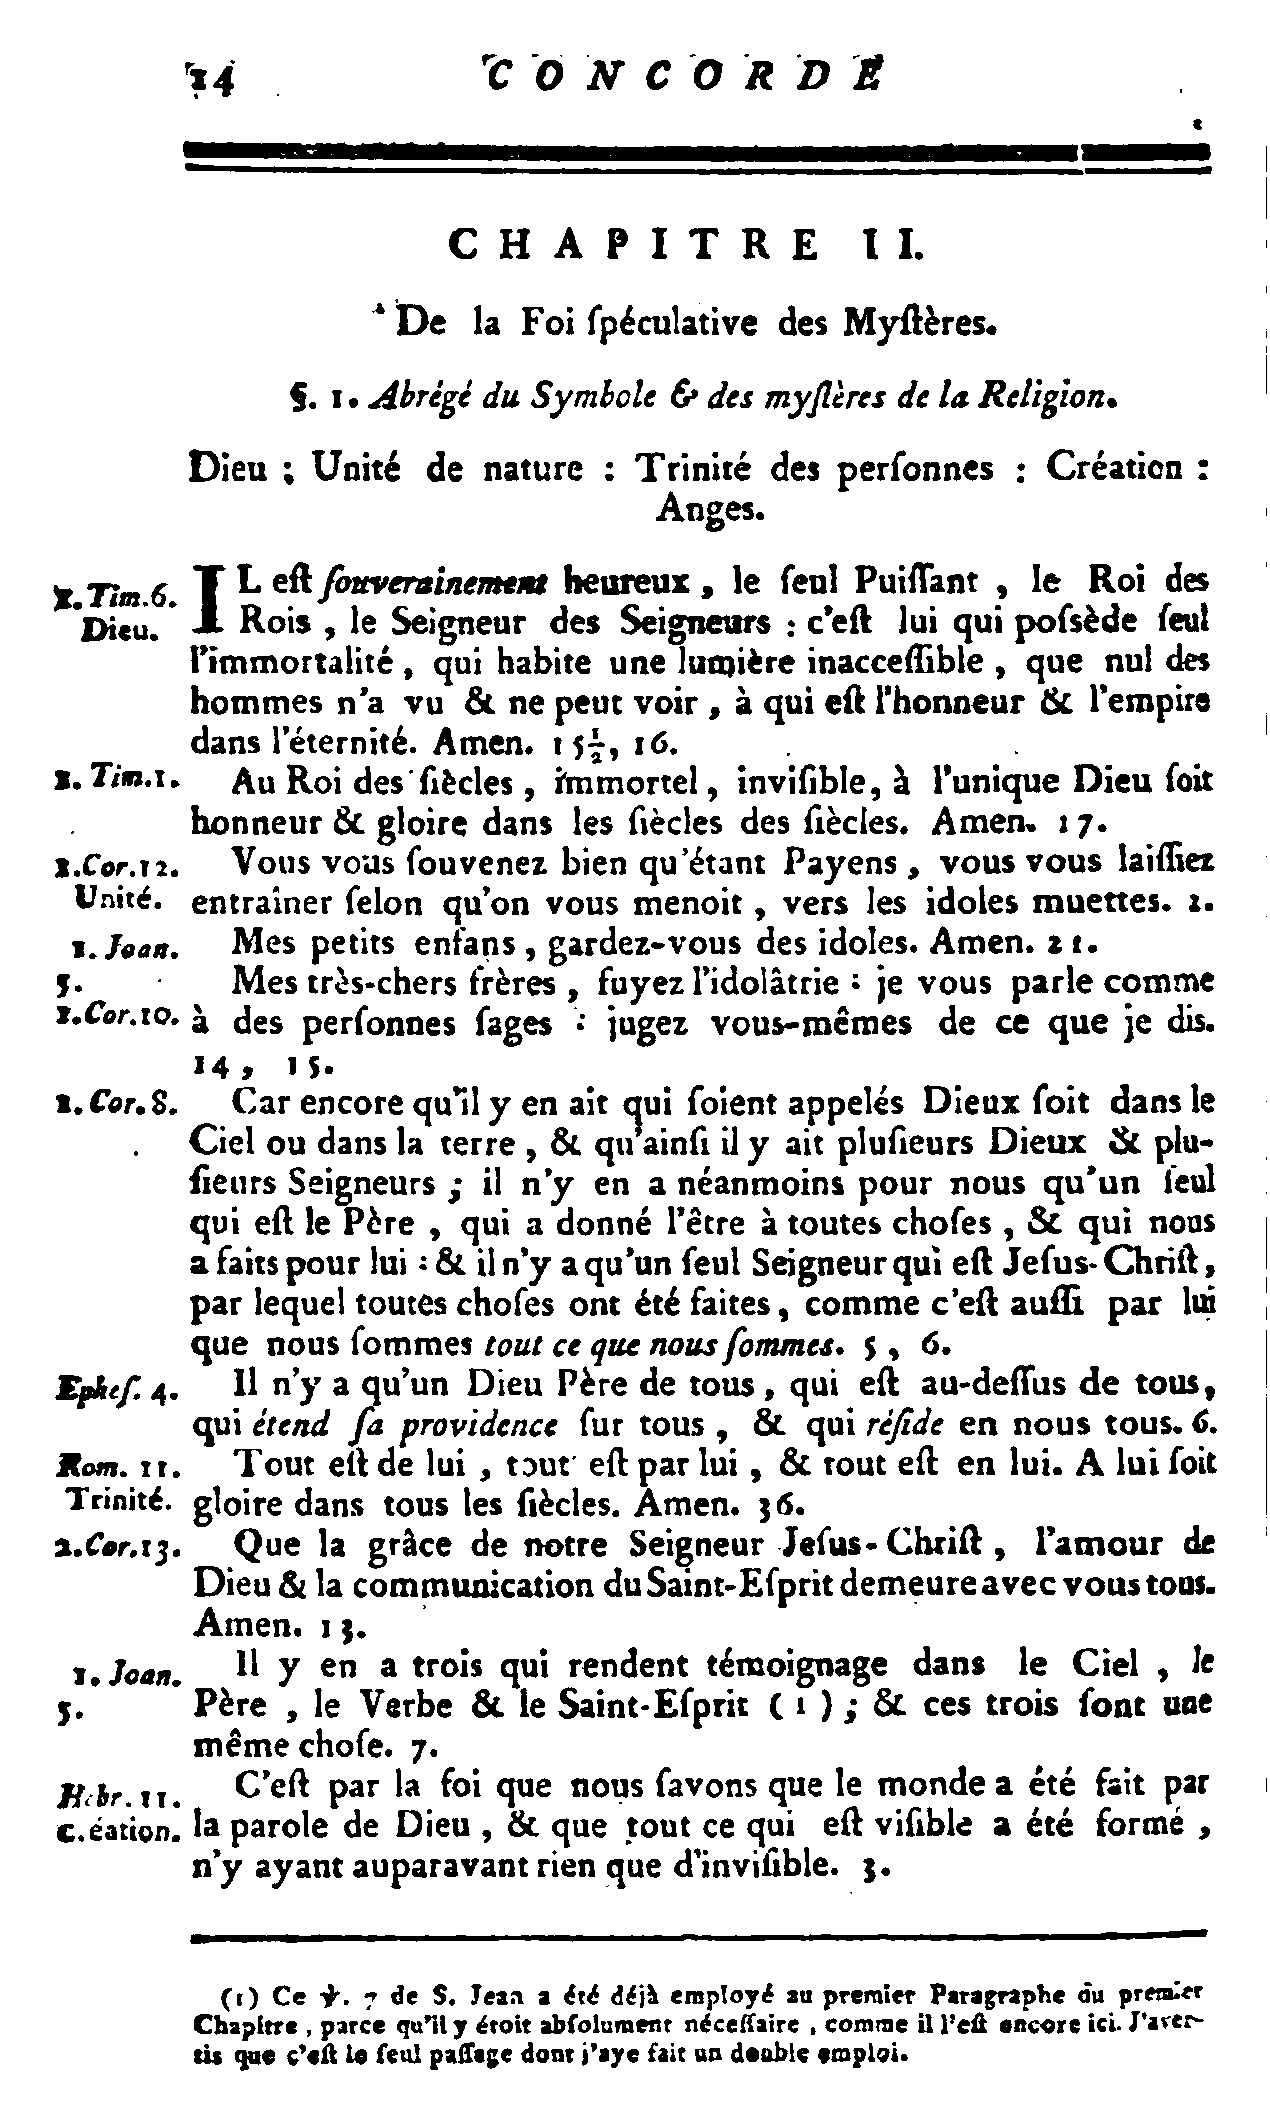 14 CONCORDE
CHAPITRE II.
De la Foi ſpéculative des Myſtères.
§. 1. Abrégé du Symbole & des myſtères de la Religion.
Dieu ; Unité de nature : Trinité des perſonnes : Création :
Anges.
1. Tim. 6. IL eſt ſouverainement heureux, le ſeul Puiſſant, le Roi des
Dieu. Rois, le Seigneur des Seigneurs : c'eſt lui qui poſsède ſeul
l'immortalité, qui habite une lumière inacceſſible, que nul des
hommes n'a vu & ne peut voir, à qui eſt l'honneur & l'empire
dans l'éternité. Amen. 15½, 16.
1. Tim. 1. Au Roi des ſiècles, immortel, inviſible, à l'unique Dieu ſoit
honneur & gloire dans les ſiècles des ſiècles. Amen. 17.
1. Cor. 12. Vous vous ſouvenez bien qu'étant Payens, vous vous laiſſiez
Unité. entraîner ſelon qu'on vous menoit, vers les idoles muettes. 2.
1. Joan. Mes petits enfans, gardez-vous des idoles. Amen. 21.
5. Mes très-chers frères, fuyez l'idolâtrie : je vous parle comme
1. Cor. 10. à des perſonnes ſages : jugez vous-mêmes de ce que je dis.
14, 15.
1. Cor. 8. Car encore qu'il y en ait qui ſoient appelés Dieux ſoit dans le
Ciel ou dans la terre, & qu'ainſi il y ait pluſieurs Dieux & plu-
ſieurs Seigneurs ; il n'y en a néanmoins pour nous qu'un ſeul
qui eſt le Père, qui a donné l'être à toutes choſes, & qui nous
a faits pour lui : & il n'y a qu'un ſeul Seigneur qui eſt Jeſus-Chriſt,
par lequel toutes choſes ont été faites, comme c'eſt auſſi par lui
que nous ſommes tout ce que nous ſommes. 5, 6.
Epheſ. 4. Il n'y a qu'un Dieu Père de tous, qui eſt au-deſſus de tous,
qui étend ſa providence ſur tous, & qui réſide en nous tous. 6.
Rom. 11. Tout eſt de lui, tout eſt par lui, & tout eſt en lui. A lui ſoit
Trinité. gloire dans tous les ſiècles. Amen. 36.
2. Cor. 13. Que la grâce de notre Seigneur Jeſus-Chriſt, l'amour de
Dieu & la communication du Saint-Eſprit demeure avec vous tous.
Amen. 13.
1. Joan. Il y en a trois qui rendent témoignage dans le Ciel, le
5. Père, le Verbe & le Saint-Eſprit (1) ; & ces trois ſont une
même choſe. 7.
Hebr. 11. C'eſt par la foi que nous ſavons que le monde a été fait par
Création. la parole de Dieu, & que tout ce qui eſt viſible a été formé,
n'y ayant auparavant rien que d'inviſible. 3.
(1) Ce ℣. 7 de S. Jean a été déjà employé au premier Paragraphe du premier
Chapitre, parce qu'il y étoit abſolument néceſſaire, comme il l'eſt encore ici. J'aver-
tis que c'eſt le ſeul paſſage dont j'aye fait un double emploi.